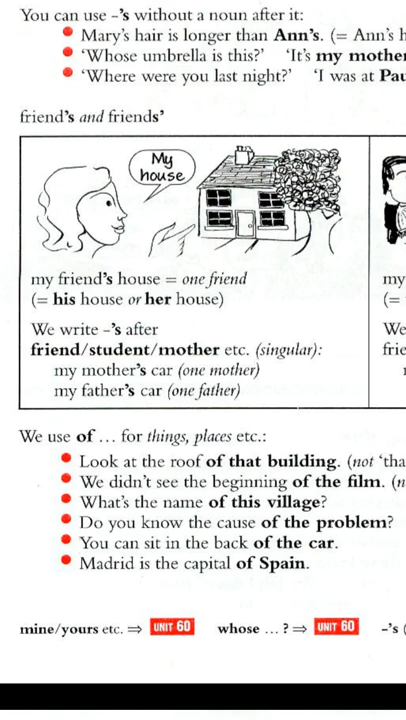 You can use –'s without a noun after it:
● Mary's hair is longer than Ann's. (= Ann's h
● 'Whose umbrella is this?' 'It's my mother
● 'Where were you last night?' 'I was at Pau
friend's and friends'
My
house
my friend's house = one friend
(= his house or her house)
We write –'s after
friend/student/mother etc. (singular):
my mother's car (one mother)
my father's car (one father)
my
(=
We
frie
We use of … for things, places etc.:
● Look at the roof of that building. (not 'tha
● We didn't see the beginning of the film. (n
● What's the name of this village?
● Do you know the cause of the problem?
● You can sit in the back of the car.
● Madrid is the capital of Spain.
mine/yours etc. ⇒ UNIT 60 whose … ? ⇒ UNIT 60 –'s (